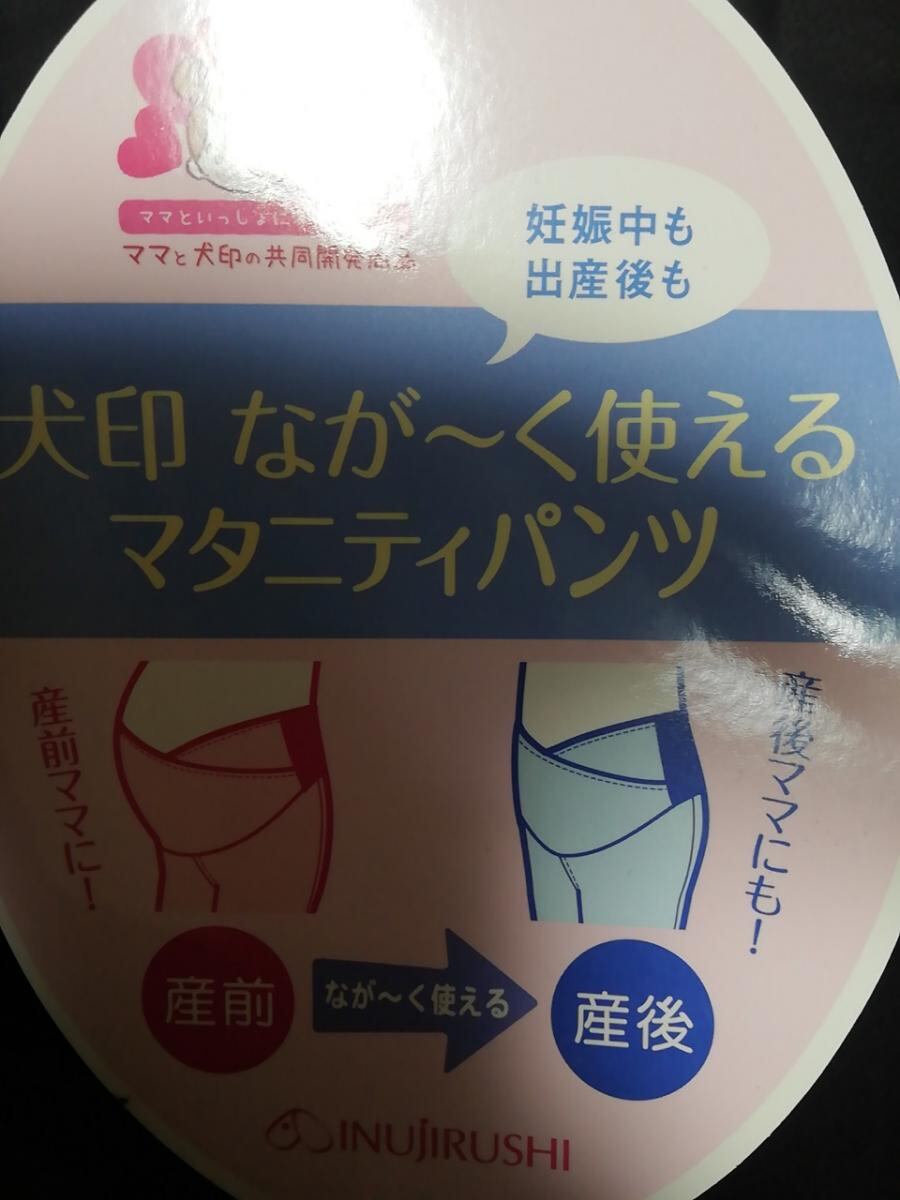 ママといっしょに
ママと犬印の共同開発商品
妊娠中も
出産後も
犬印 なが〜く使える
マタニティパンツ
産前ママに!
産後ママにも!
産前
なが〜く使える
産後
INUJIRUSHI